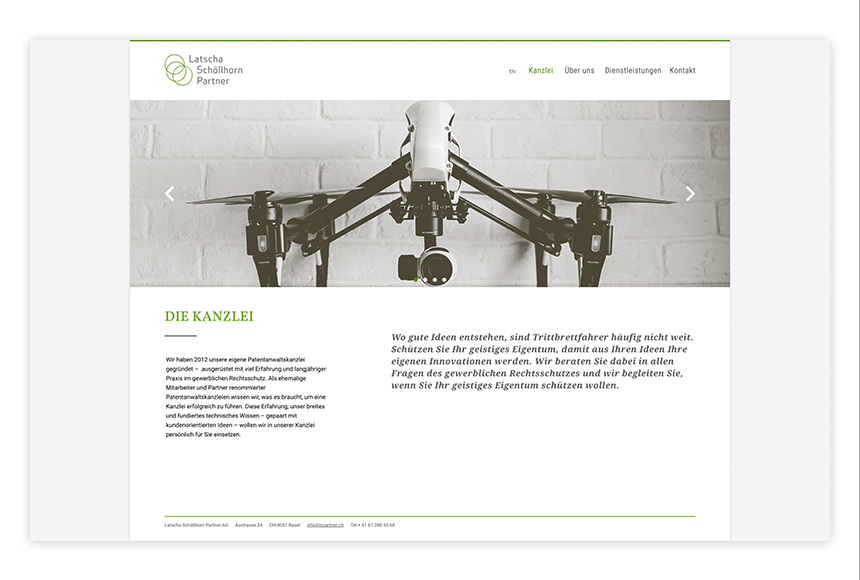 Latscha
Schöllhorn
Partner
EN Kanzlei Über uns Dienstleistungen Kontakt
DIE KANZLEI
Wir haben 2012 unsere eigene Patentanwaltskanzlei
gegründet – ausgerüstet mit viel Erfahrung und langjähriger
Praxis im gewerblichen Rechtsschutz. Als ehemalige
Mitarbeiter und Partner renommierter
Patentanwaltskanzleien wissen wir, was es braucht, um eine
Kanzlei erfolgreich zu führen. Diese Erfahrung, unser breites
und fundiertes technisches Wissen – gepaart mit
kundenorientierten Ideen – wollen wir in unserer Kanzlei
persönlich für Sie einsetzen.
Wo gute Ideen entstehen, sind Trittbrettfahrer häufig nicht weit.
Schützen Sie Ihr geistiges Eigentum, damit aus Ihren Ideen Ihre
eigenen Innovationen werden. Wir beraten Sie dabei in allen
Fragen des gewerblichen Rechtsschutzes und wir begleiten Sie,
wenn Sie Ihr geistiges Eigentum schützen wollen.
Latscha Schöllhorn Partner AG Austrasse 24 CH-4051 Basel info@lspartner.ch Tel + 41 61 280 50 60